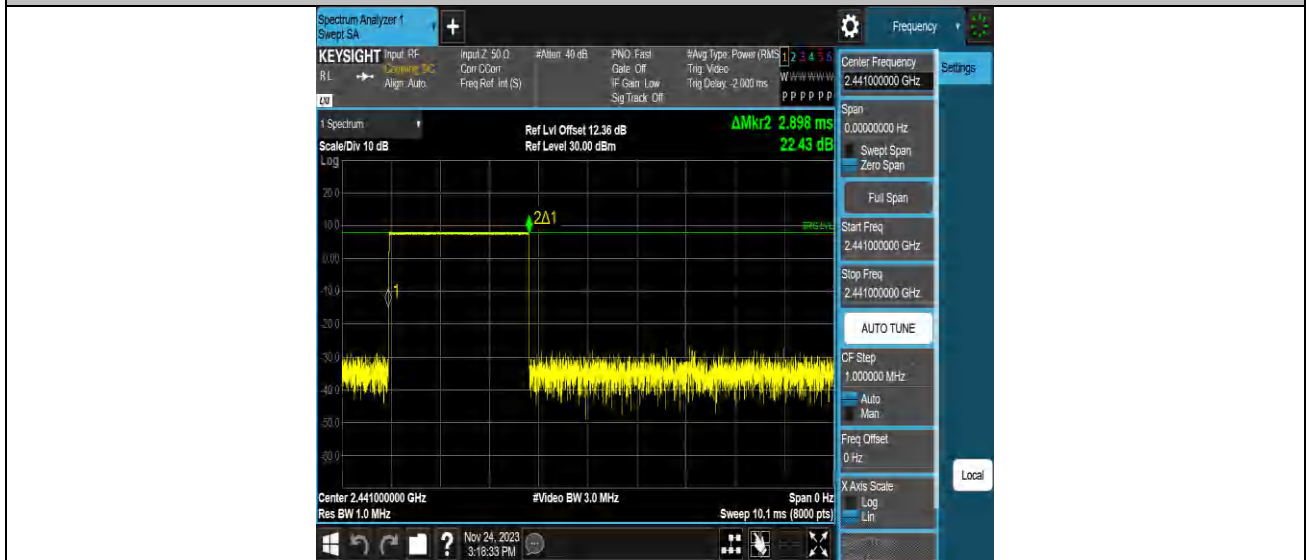 Spectrum Analyzer 1
Swept SA
+
Frequency
KEYSIGHT Input: RF
RL
Align: Auto
Input Z: 50 Ω
Corr CCorr
Freq Ref: Int (S)
#Atten: 40 dB
PNO: Fast
Gate: Off
IF Gain: Low
Sig Track: Off
#Avg Type: Power (RMS
Trig: Video
Trig Delay: -2.000 ms
1 2 3 4 5 6
W W W W W W
P P P P P P
LXI
1 Spectrum
Scale/Div 10 dB
Log
Ref Lvl Offset 12.36 dB
Ref Level 30.00 dBm
ΔMkr2 2.898 ms
22.43 dB
20.0
10.0
0.00
-10.0
-20.0
-30.0
-40.0
-50.0
-60.0
2Δ1
1
Center 2.441000000 GHz
Res BW 1.0 MHz
#Video BW 3.0 MHz
Span 0 Hz
Sweep 10.1 ms (8000 pts)
Center Frequency
2.441000000 GHz
Settings
Span
0.00000000 Hz
Swept Span
Zero Span
Full Span
Start Freq
2.441000000 GHz
Stop Freq
2.441000000 GHz
AUTO TUNE
CF Step
1.000000 MHz
Auto
Man
Freq Offset
0 Hz
X Axis Scale
Log
Lin
Local
?
Nov 24, 2023
3:18:33 PM